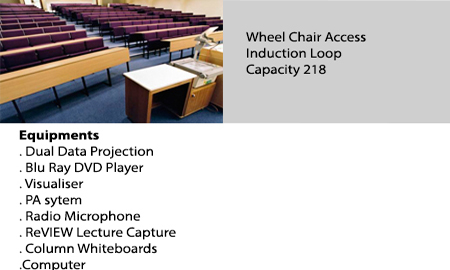 Wheel Chair Access
Induction Loop
Capacity 218
Equipments
. Dual Data Projection
. Blu Ray DVD Player
. Visualiser
. PA sytem
. Radio Microphone
. ReVIEW Lecture Capture
. Column Whiteboards
.Computer